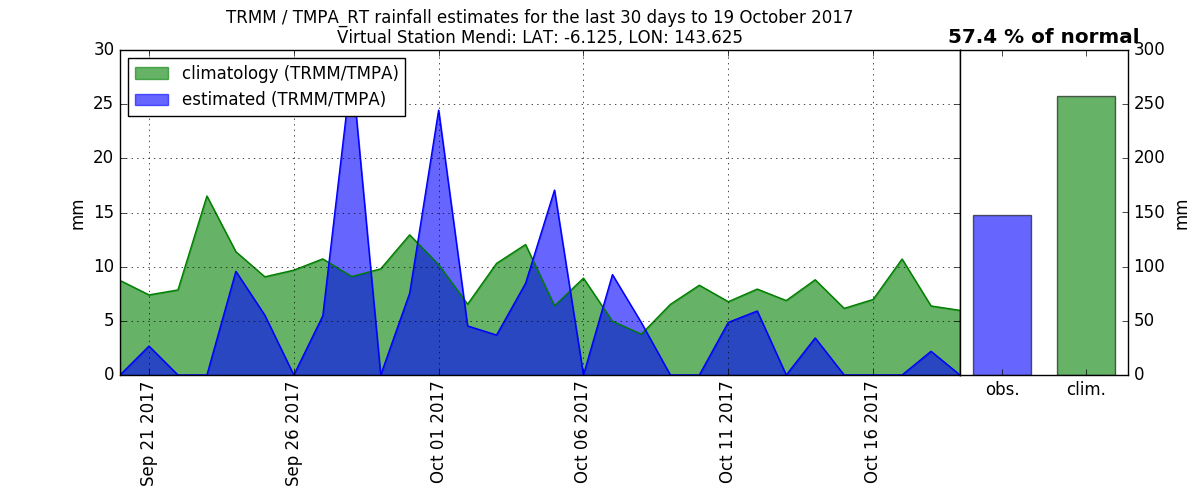 TRMM / TMPA_RT rainfall estimates for the last 30 days to 19 October 2017
Virtual Station Mendi: LAT: -6.125, LON: 143.625
57.4 % of normal
climatology (TRMM/TMPA)
estimated (TRMM/TMPA)
30
25
20
15
10
5
0
mm
Sep 21 2017
Sep 26 2017
Oct 01 2017
Oct 06 2017
Oct 11 2017
Oct 16 2017
300
250
200
150
100
50
0
mm
obs.
clim.